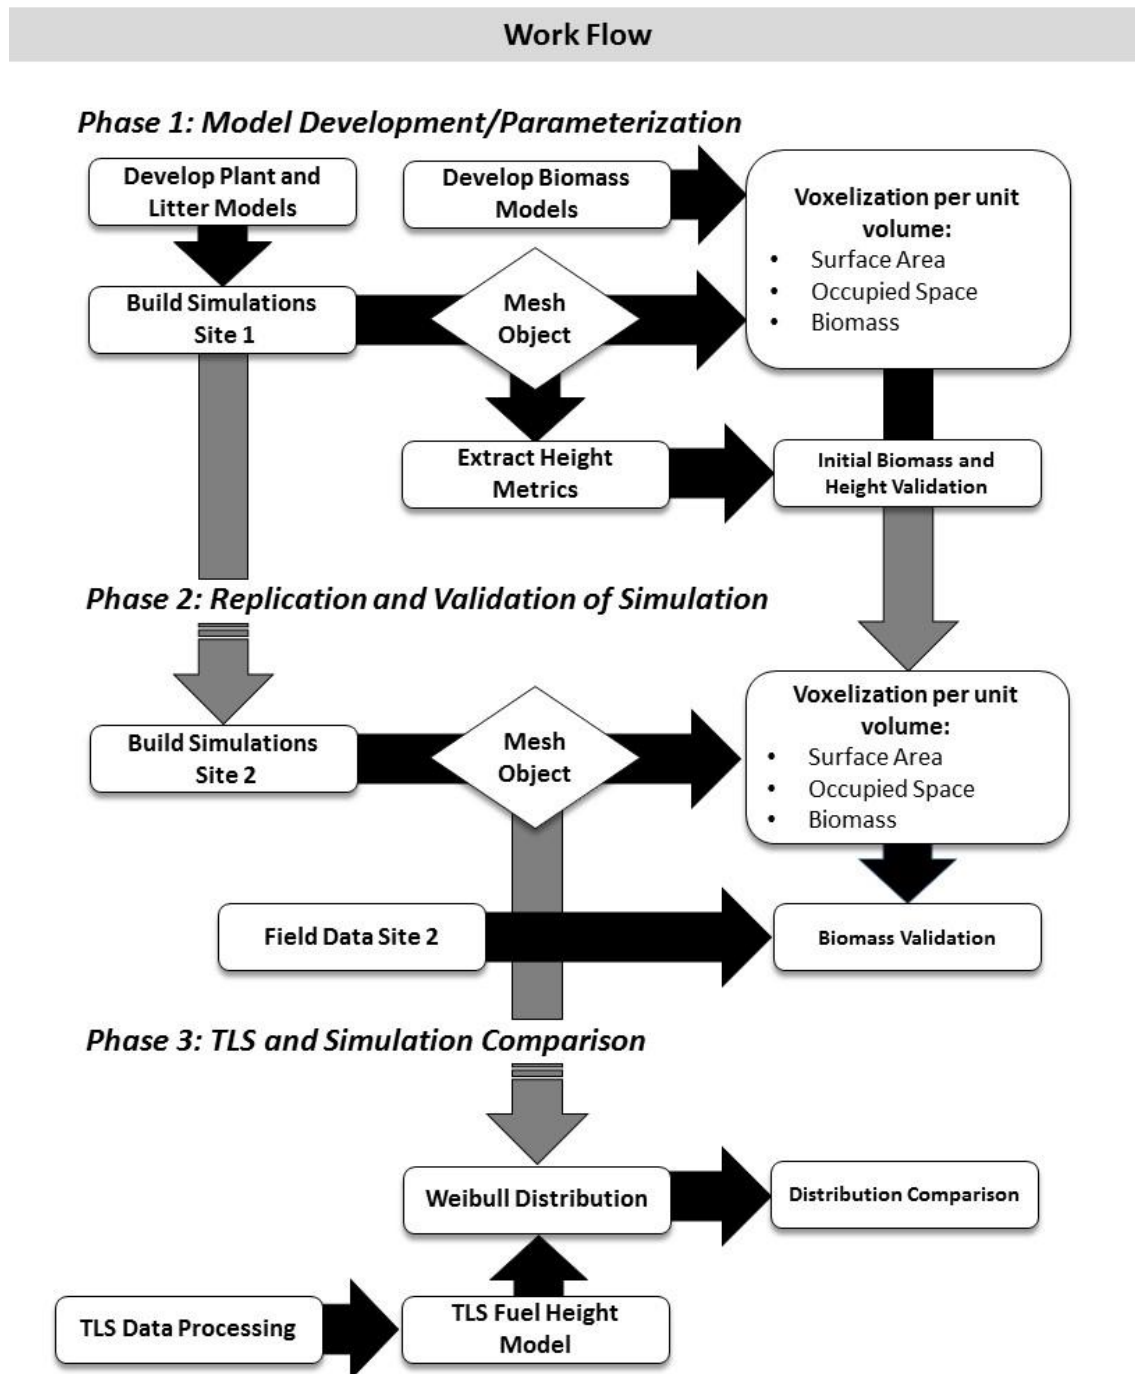 Work Flow
Phase 1: Model Development/Parameterization
Develop Plant and
Litter Models
Develop Biomass
Models
Voxelization per unit
volume:
• Surface Area
• Occupied Space
• Biomass
Build Simulations
Site 1
Mesh
Object
Extract Height
Metrics
Initial Biomass and
Height Validation
Phase 2: Replication and Validation of Simulation
Build Simulations
Site 2
Mesh
Object
Voxelization per unit
volume:
• Surface Area
• Occupied Space
• Biomass
Field Data Site 2
Biomass Validation
Phase 3: TLS and Simulation Comparison
Weibull Distribution
Distribution Comparison
TLS Data Processing
TLS Fuel Height
Model